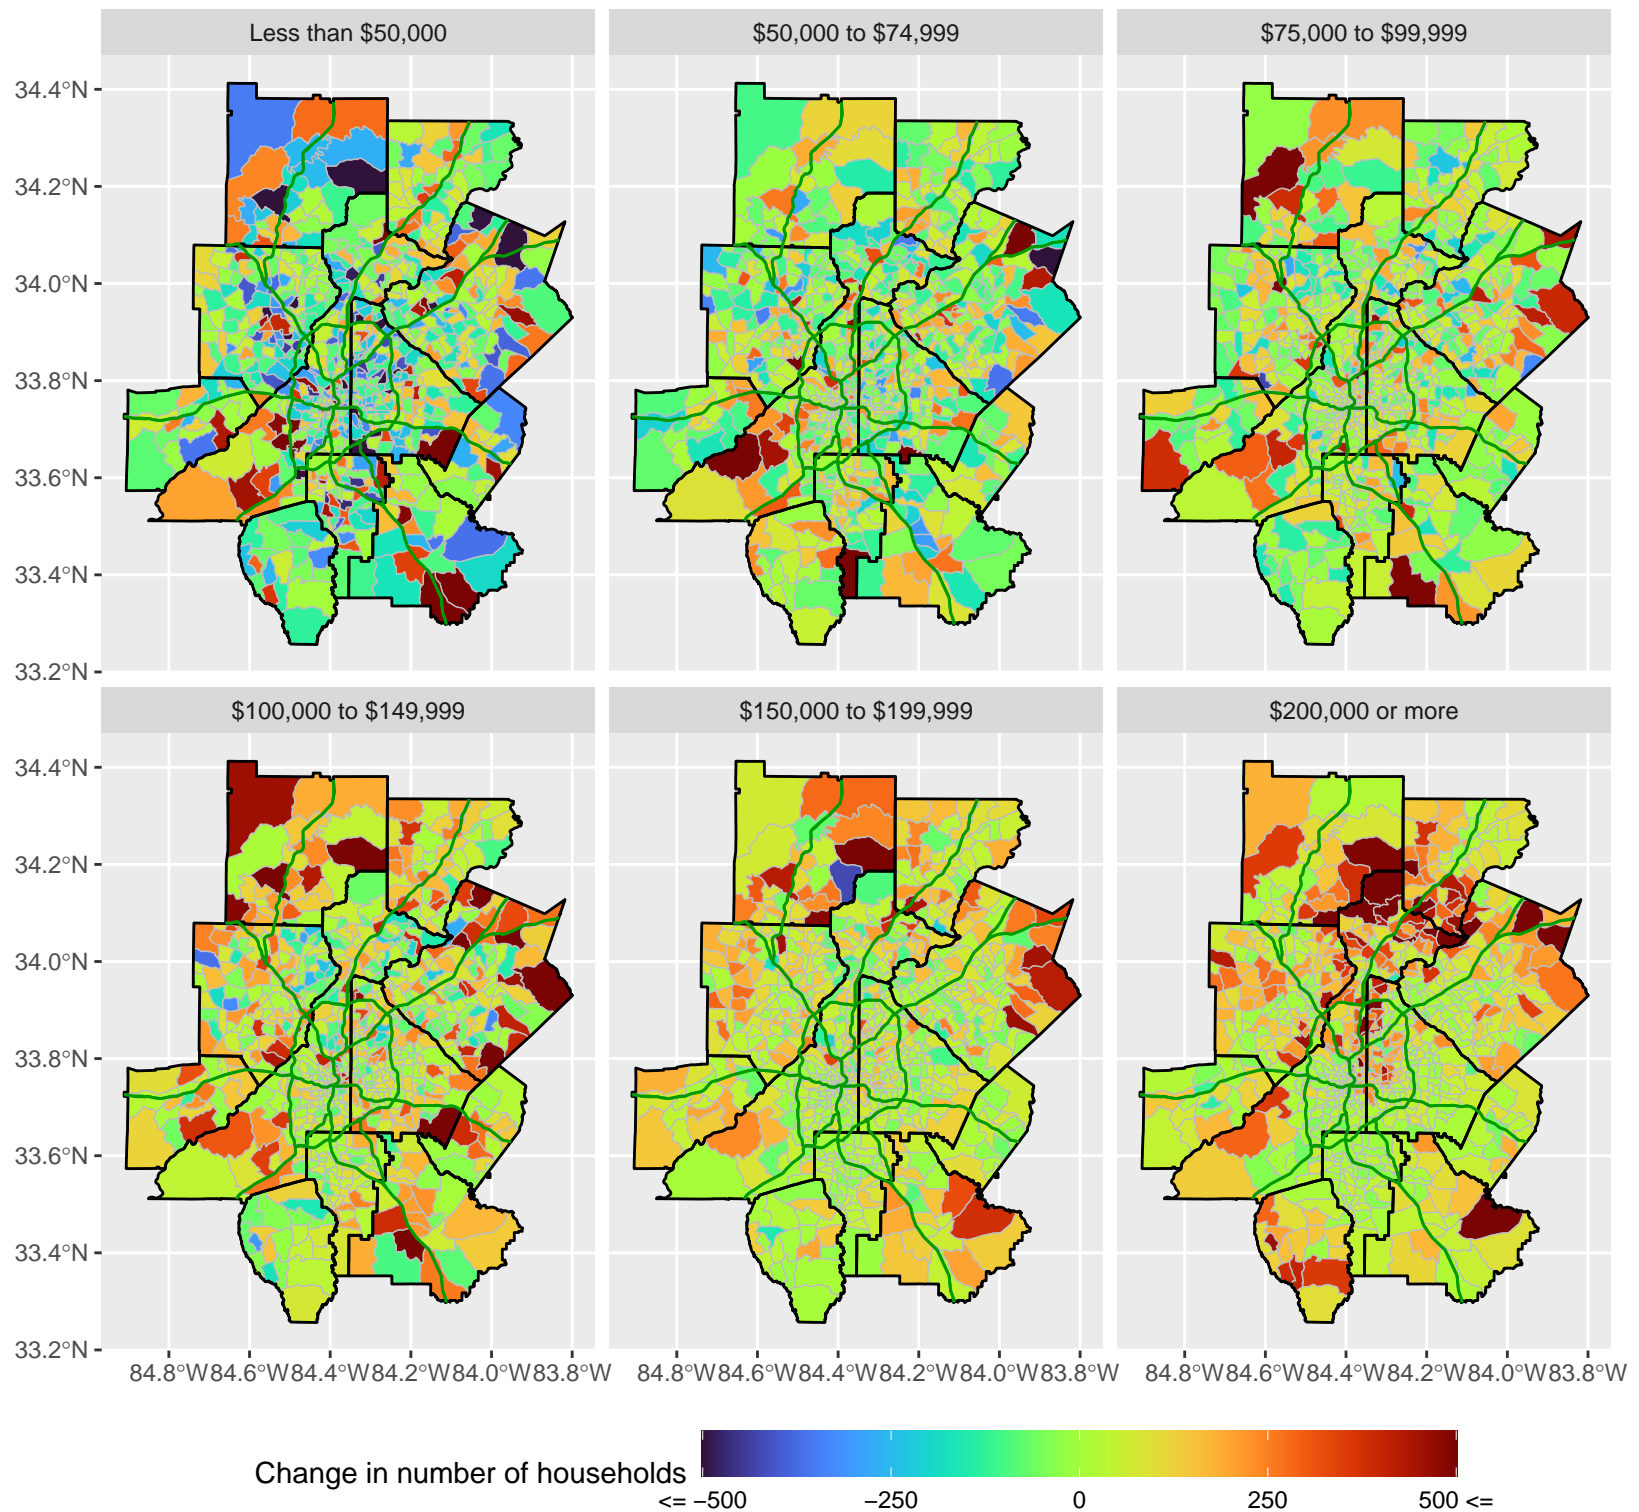 Less than $50,000
$50,000 to $74,999
$75,000 to $99,999
34.4°N
34.2°N
34.0°N
33.8°N
33.6°N
33.4°N
33.2°N
$100,000 to $149,999
$150,000 to $199,999
$200,000 or more
34.4°N
34.2°N
34.0°N
33.8°N
33.6°N
33.4°N
33.2°N
84.8°W84.6°W84.4°W84.2°W84.0°W83.8°W
84.8°W84.6°W84.4°W84.2°W84.0°W83.8°W
84.8°W84.6°W84.4°W84.2°W84.0°W83.8°W
Change in number of households
<= −500 −250 0 250 500 <=